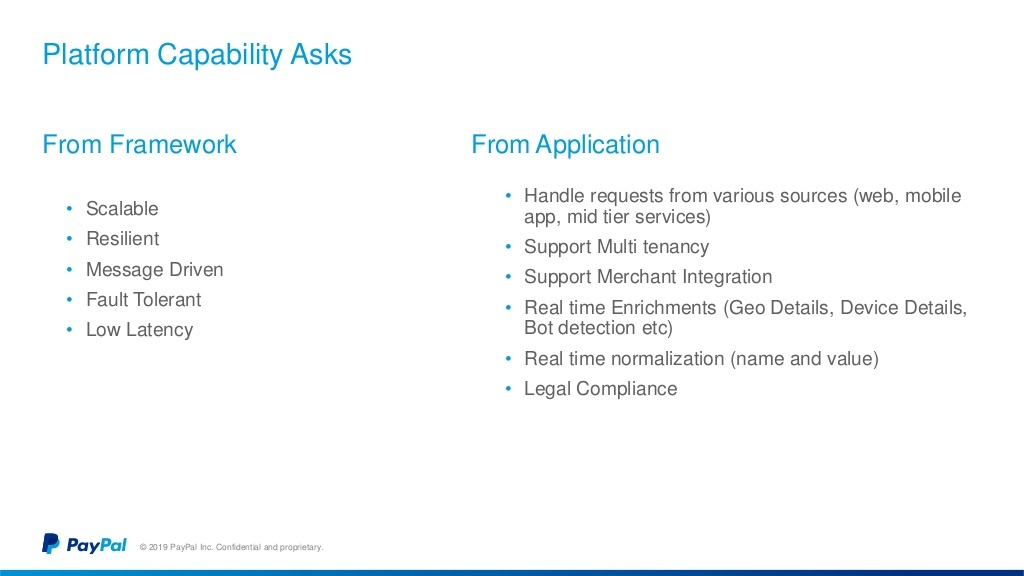 Platform Capability Asks
From Framework
• Scalable
• Resilient
• Message Driven
• Fault Tolerant
• Low Latency
From Application
• Handle requests from various sources (web, mobile
app, mid tier services)
• Support Multi tenancy
• Support Merchant Integration
• Real time Enrichments (Geo Details, Device Details,
Bot detection etc)
• Real time normalization (name and value)
• Legal Compliance
PayPal © 2019 PayPal Inc. Confidential and proprietary.